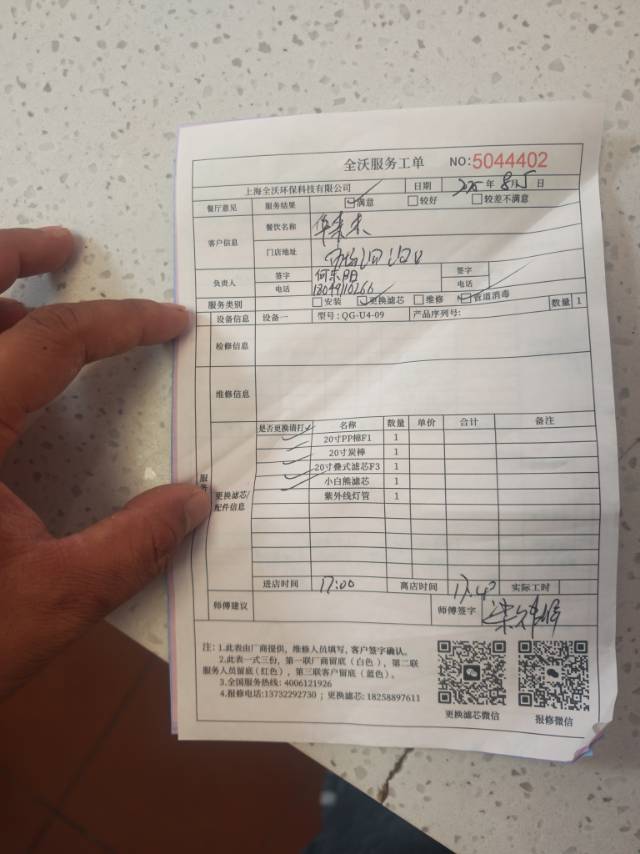 全沃服务工单 NO:5044402
上海全沃环保科技有限公司 日期 2025年8月5日
餐厅意见 服务结果 ☑满意 □较好 □较差不满意
客户信息 餐饮名称 华莱士
门店地址
负责人 签字 何东阳 签字
电话 电话
服务类别 □安装 ☑更换滤芯 □维修 ☑管道消毒
设备信息 设备一 型号:QG-U4-09 产品序列号: 数量 1
检修信息
维修信息
服务
更换滤芯/配件信息
是否更换请打✓ 名称 数量 单价 合计 备注
✓ 20寸PP棉F1 1
✓ 20寸炭棒 1
✓ 20寸叠式滤芯F3 1
✓ 小白熊滤芯 1
紫外线灯管 1
进店时间 17:00 离店时间 17:40 实际工时
师傅建议 师傅签字
注:1.此表由厂商提供,维修人员填写,客户签字确认。
2.此表一式三份,第一联厂商留底(白色),第二联
服务人员留底(红色),第三联客户留底(蓝色)。
3.全国服务热线:4006121926
4.报修电话:13732292730;更换滤芯:18258897611
更换滤芯微信 报修微信